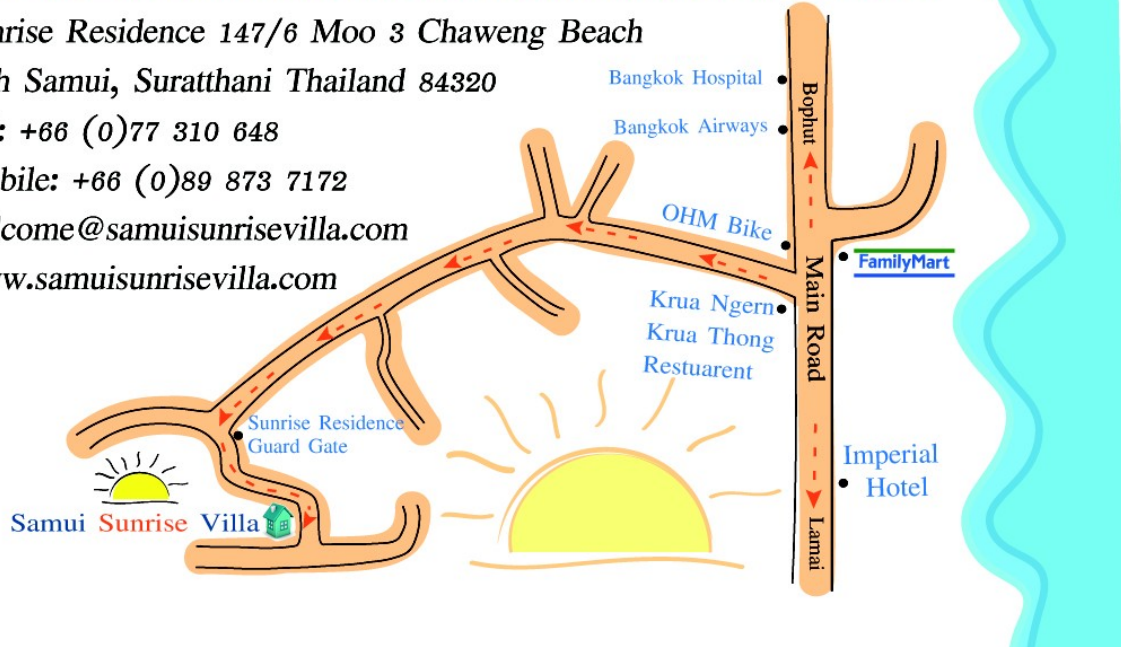 nrise Residence 147/6 Moo 3 Chaweng Beach
h Samui, Suratthani Thailand 84320
: +66 (0)77 310 648
bile: +66 (0)89 873 7172
come@samuisunrisevilla.com
w.samuisunrisevilla.com
Bangkok Hospital
Bangkok Airways
Bophut
OHM Bike
FamilyMart
Main Road
Krua Ngern
Krua Thong
Restuarent
Sunrise Residence
Guard Gate
Imperial
Hotel
Samui Sunrise Villa
Lamai